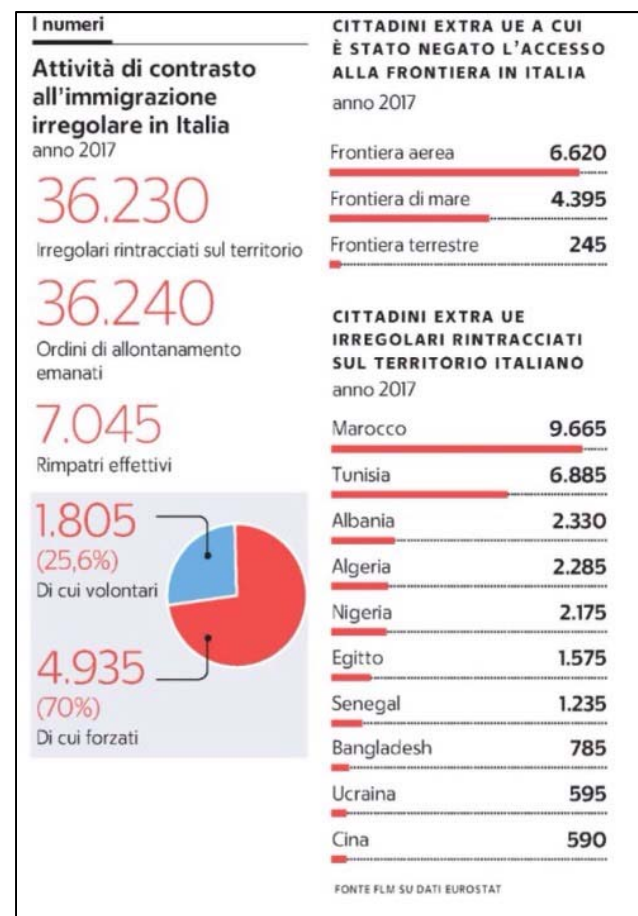 I numeri
Attività di contrasto
all'immigrazione
irregolare in Italia
anno 2017
36.230
Irregolari rintracciati sul territorio
36.240
Ordini di allontanamento
emanati
7.045
Rimpatri effettivi
1.805
(25,6%)
Di cui volontari
4.935
(70%)
Di cui forzati
CITTADINI EXTRA UE A CUI
È STATO NEGATO L'ACCESSO
ALLA FRONTIERA IN ITALIA
anno 2017
Frontiera aerea 6.620
Frontiera di mare 4.395
Frontiera terrestre 245
CITTADINI EXTRA UE
IRREGOLARI RINTRACCIATI
SUL TERRITORIO ITALIANO
anno 2017
Marocco 9.665
Tunisia 6.885
Albania 2.330
Algeria 2.285
Nigeria 2.175
Egitto 1.575
Senegal 1.235
Bangladesh 785
Ucraina 595
Cina 590
FONTE FLM SU DATI EUROSTAT